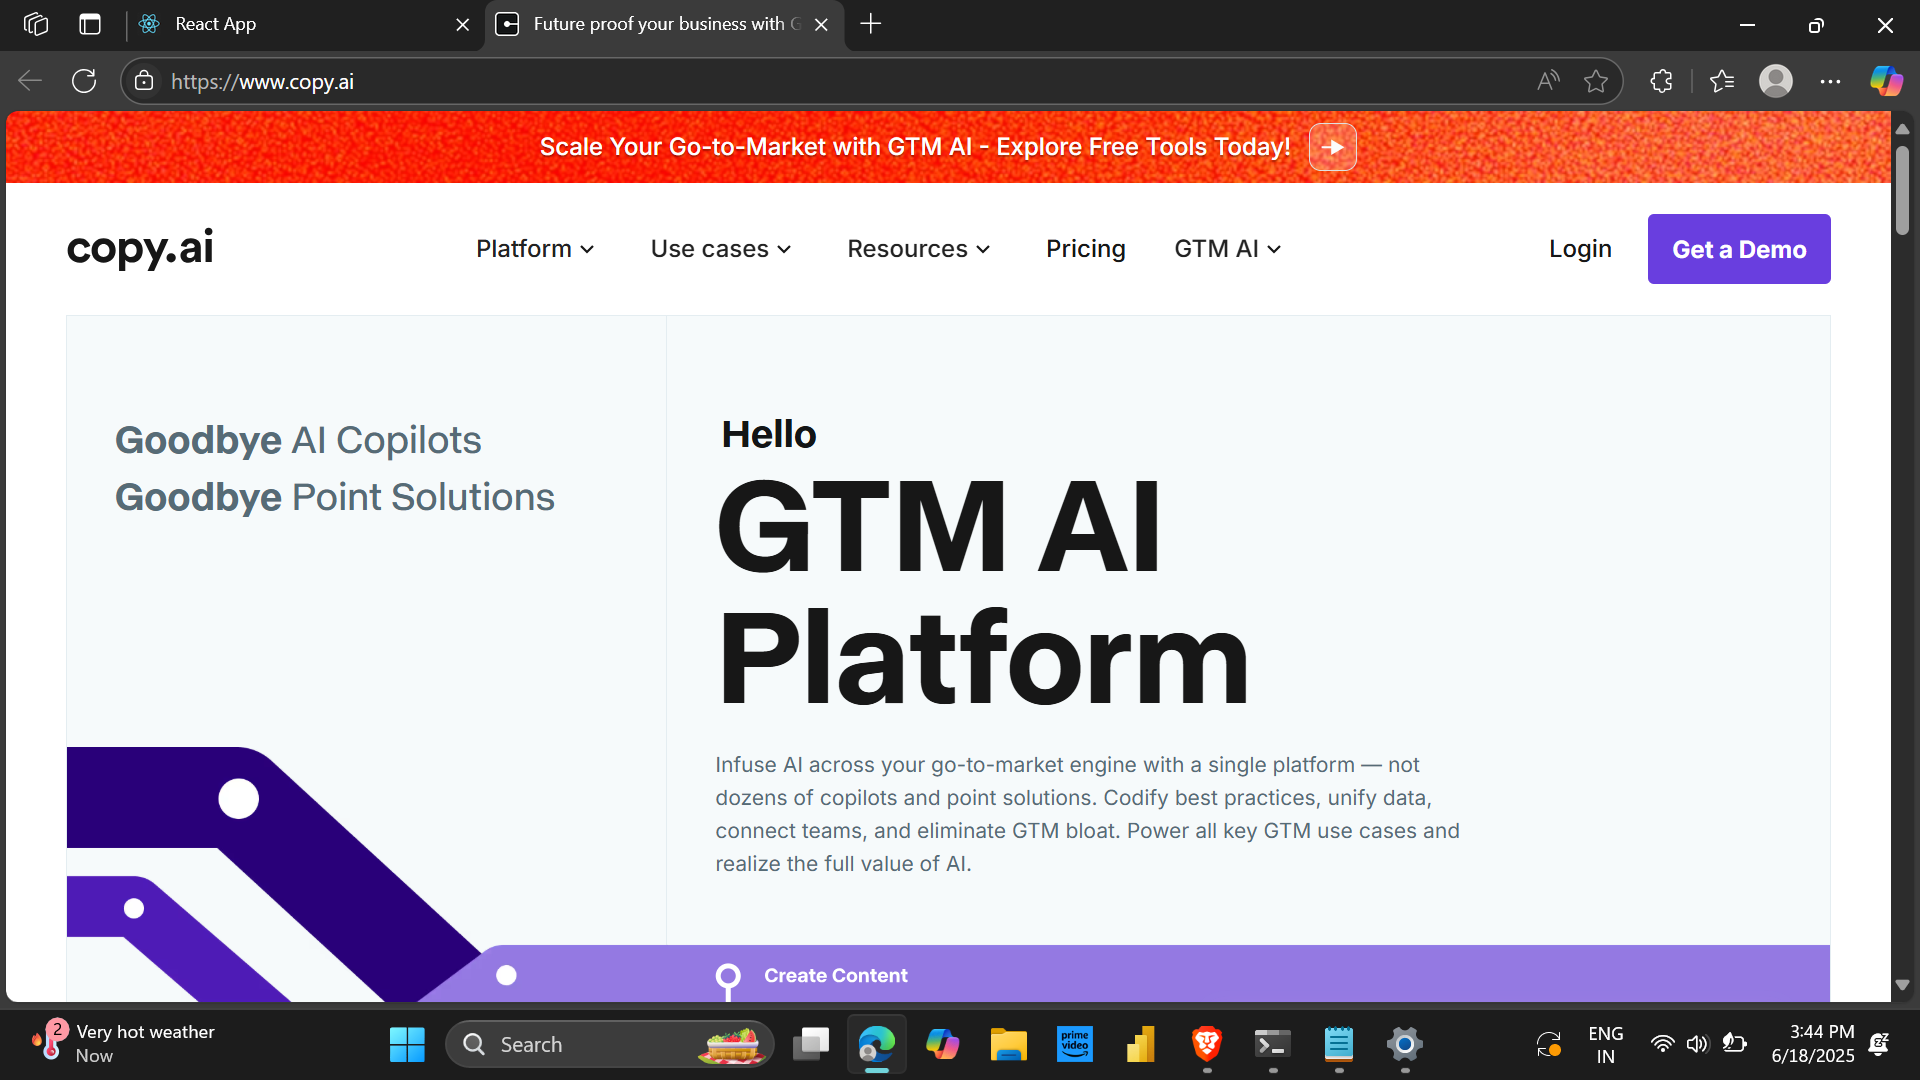 React App
Future proof your business with G
https://www.copy.ai
Scale Your Go-to-Market with GTM AI - Explore Free Tools Today!
copy.ai
Platform
Use cases
Resources
Pricing
GTM AI
Login
Get a Demo
Goodbye AI Copilots
Goodbye Point Solutions
Hello
GTM AI
Platform
Infuse AI across your go-to-market engine with a single platform — not
dozens of copilots and point solutions. Codify best practices, unify data,
connect teams, and eliminate GTM bloat. Power all key GTM use cases and
realize the full value of AI.
Create Content
2
Very hot weather
Now
Search
prime
video
ENG
IN
3:44 PM
6/18/2025